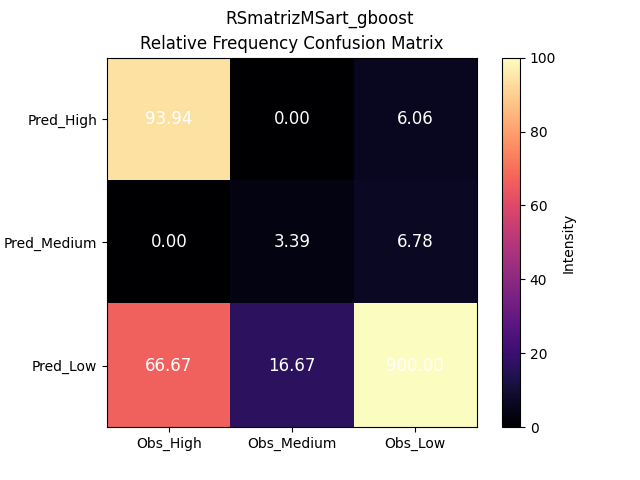 RSmatrizMSart_gboost
Relative Frequency Confusion Matrix
Pred_High
93.94
0.00
6.06
Pred_Medium
0.00
3.39
6.78
Pred_Low
66.67
16.67
900.00
Obs_High
Obs_Medium
Obs_Low
100
80
60
40
20
0
Intensity